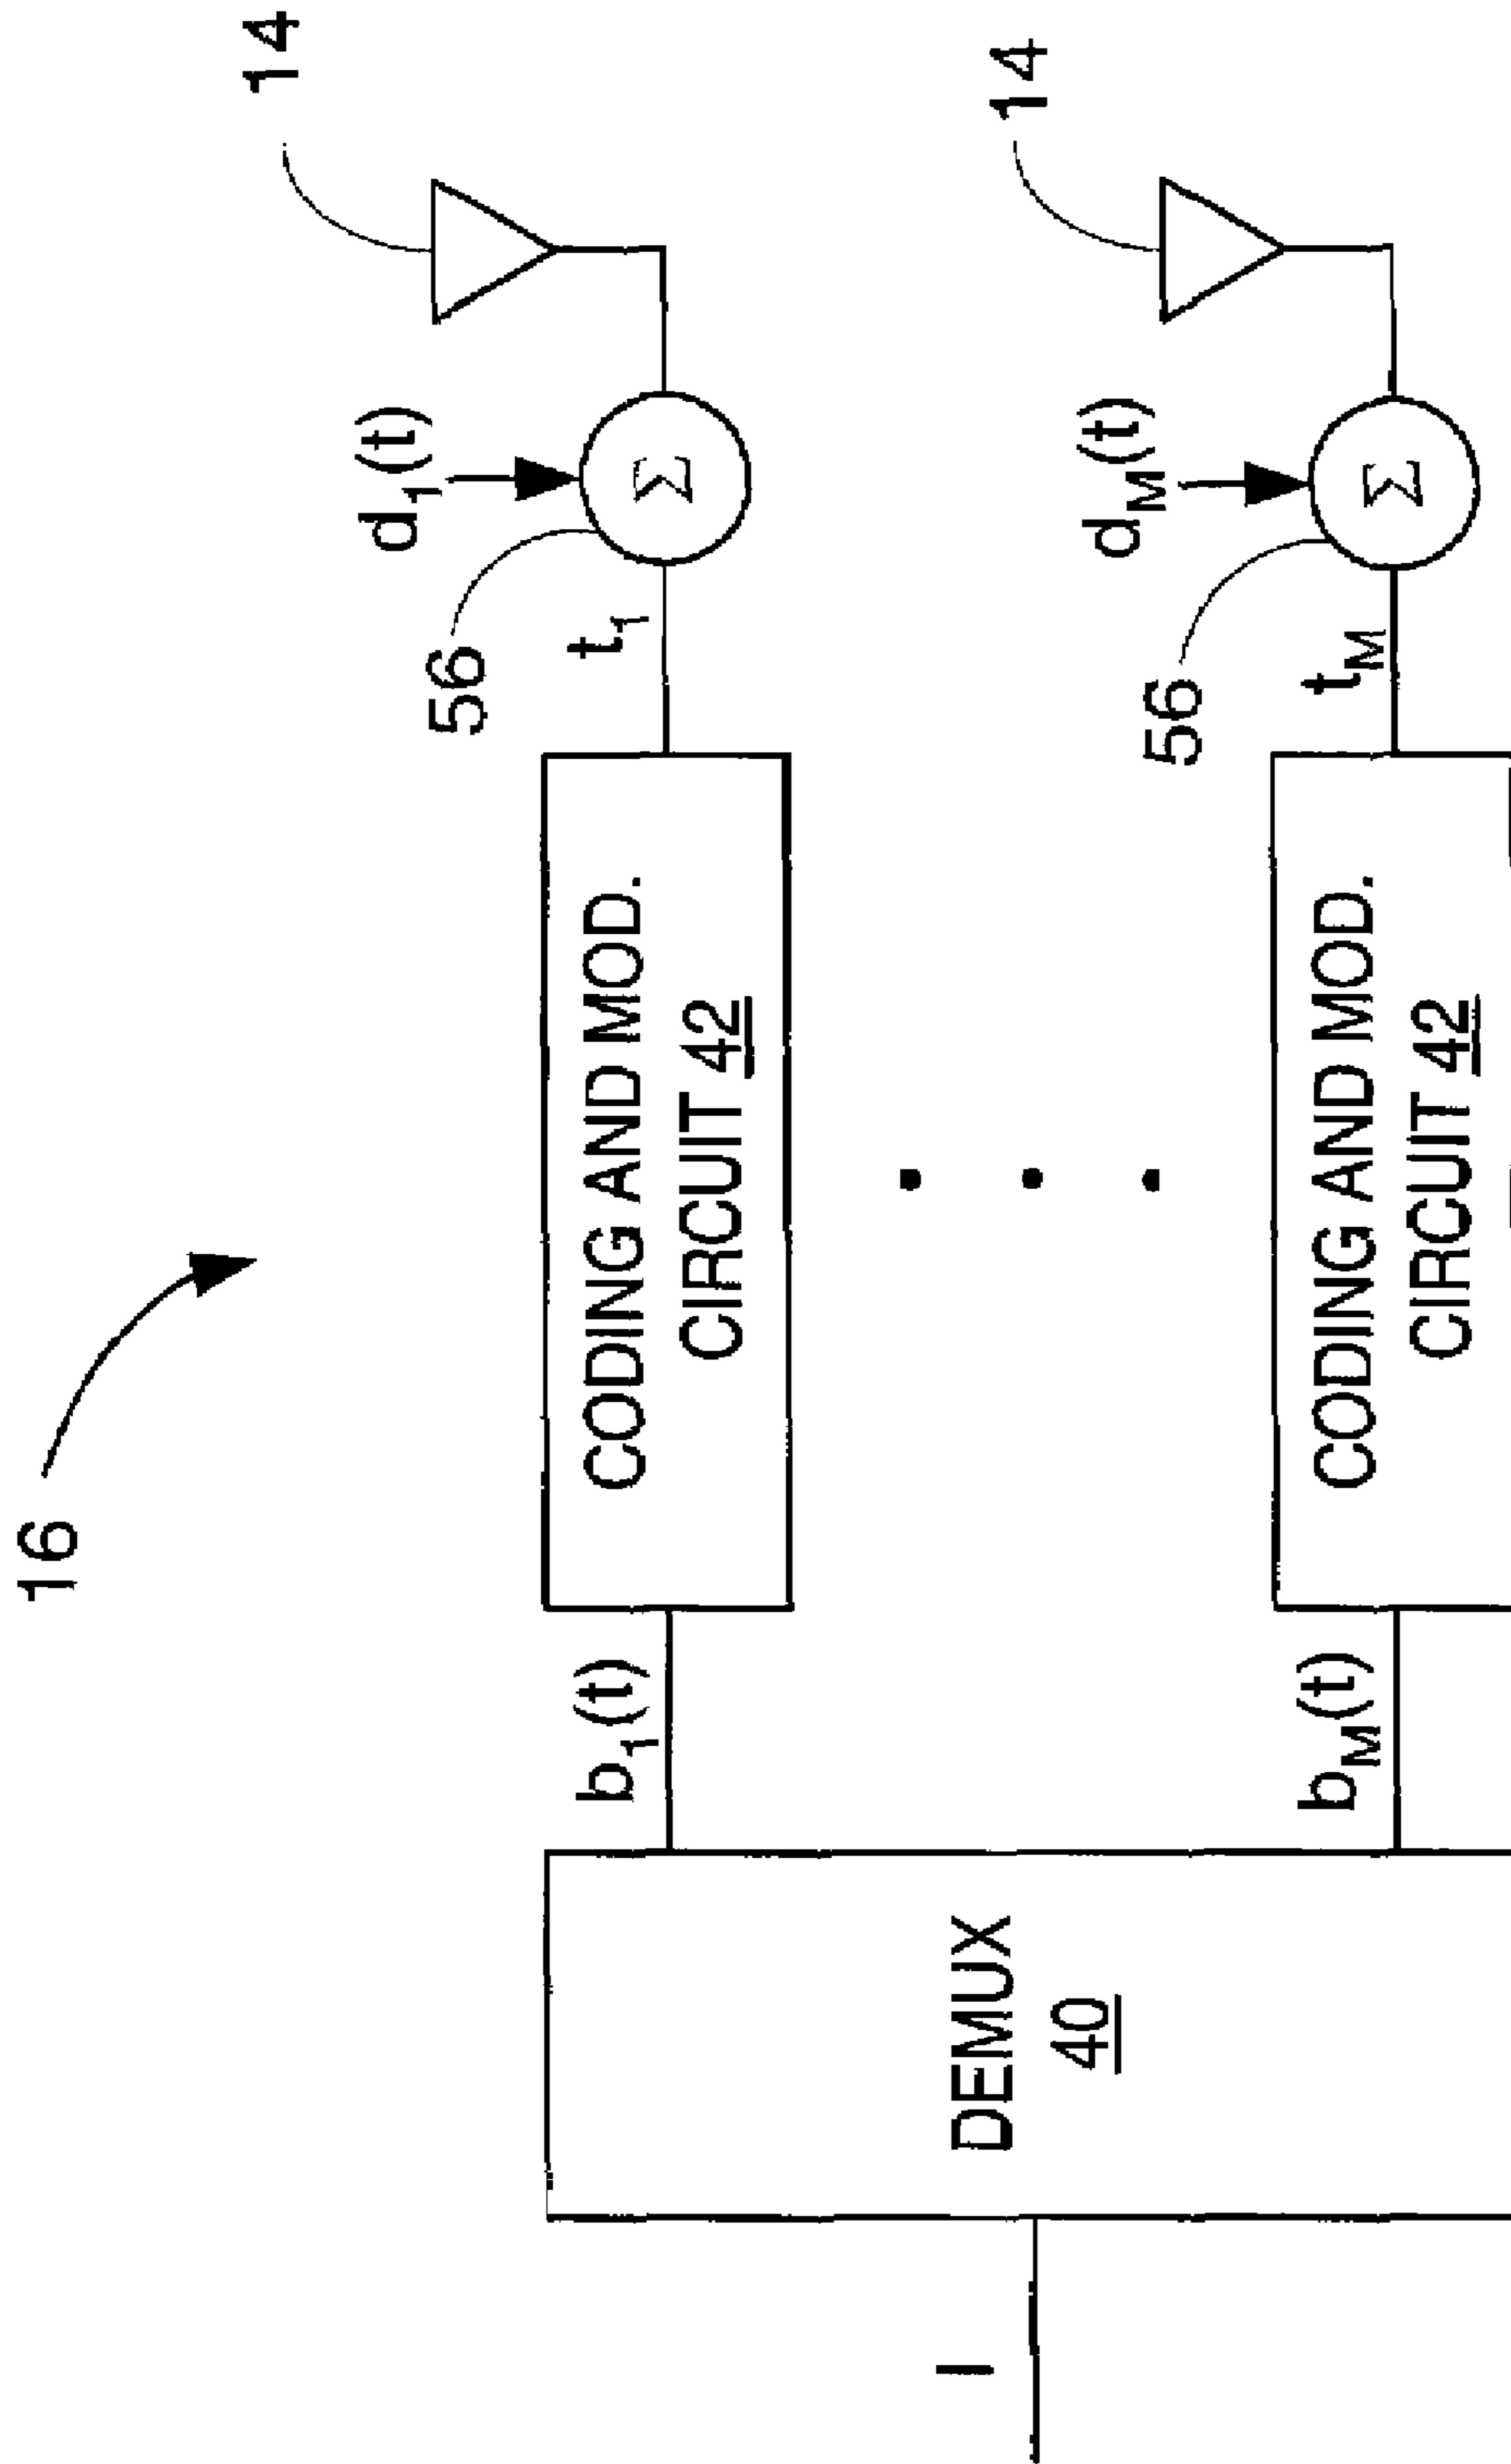 16
14
d1(t)
56
Σ
t1
CODING AND MOD.
CIRCUIT 42
b1(t)
14
dM(t)
56
Σ
tM
CODING AND MOD.
CIRCUIT 42
bM(t)
DEMUX
40
I